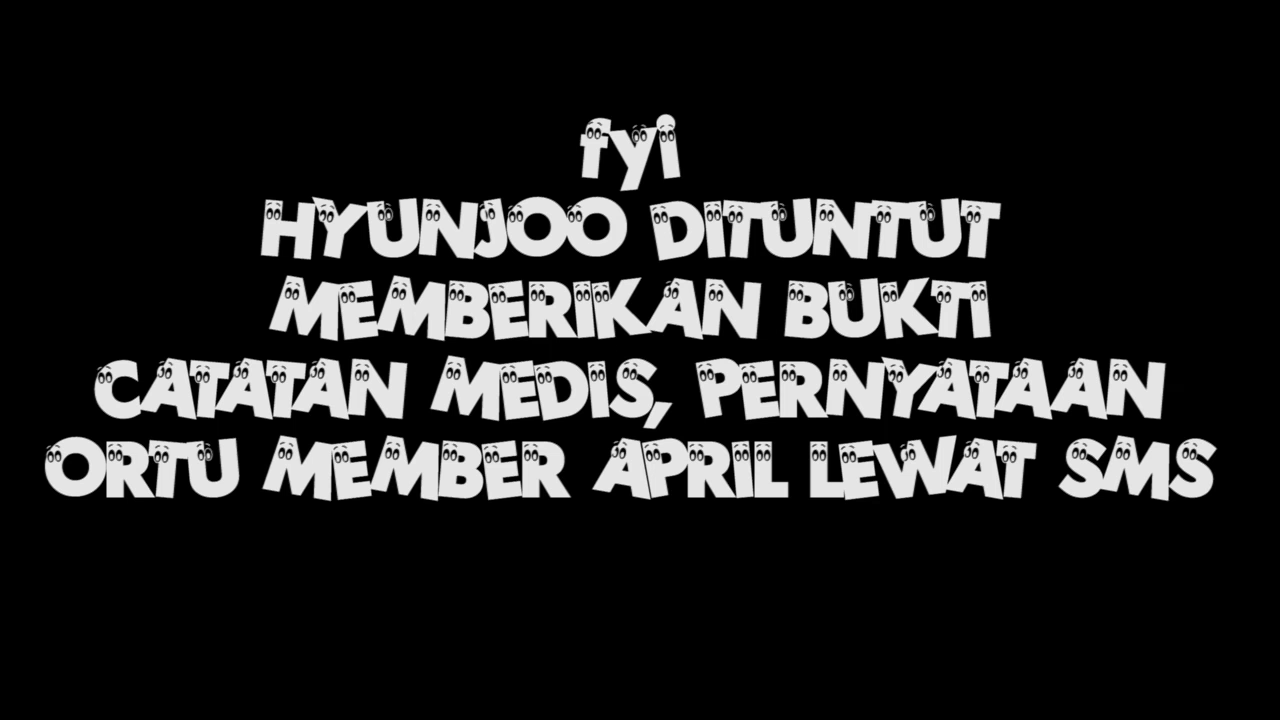 fyi
HYUNJOO DITUNTUT
MEMBERIKAN BUKTI
CATATAN MEDIS, PERNYATAAN
ORTU MEMBER APRIL LEWAT SMS